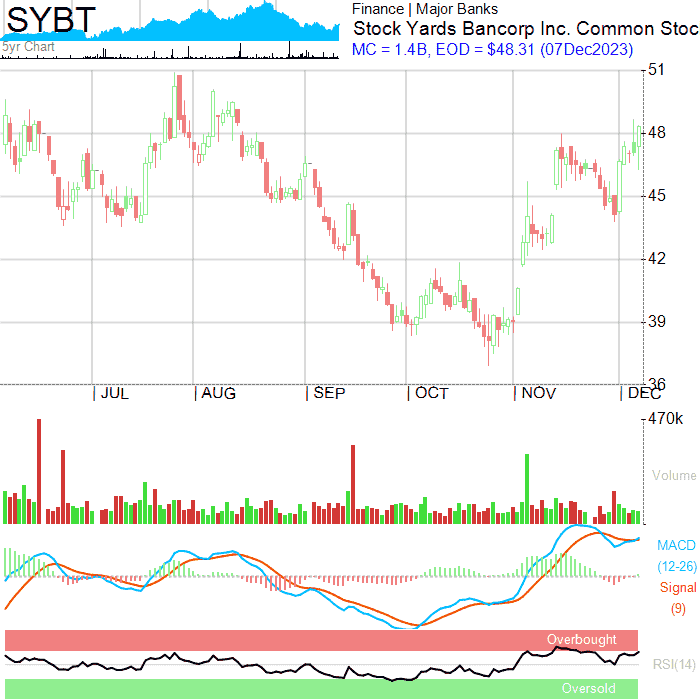 SYBT
5yr Chart
Finance | Major Banks
Stock Yards Bancorp Inc. Common Stoc
MC = 1.4B, EOD = $48.31 (07Dec2023)
51
48
45
42
39
36
JUL AUG SEP OCT NOV DEC
470k
Volume
MACD
(12-26)
Signal
(9)
Overbought
RSI(14)
Oversold